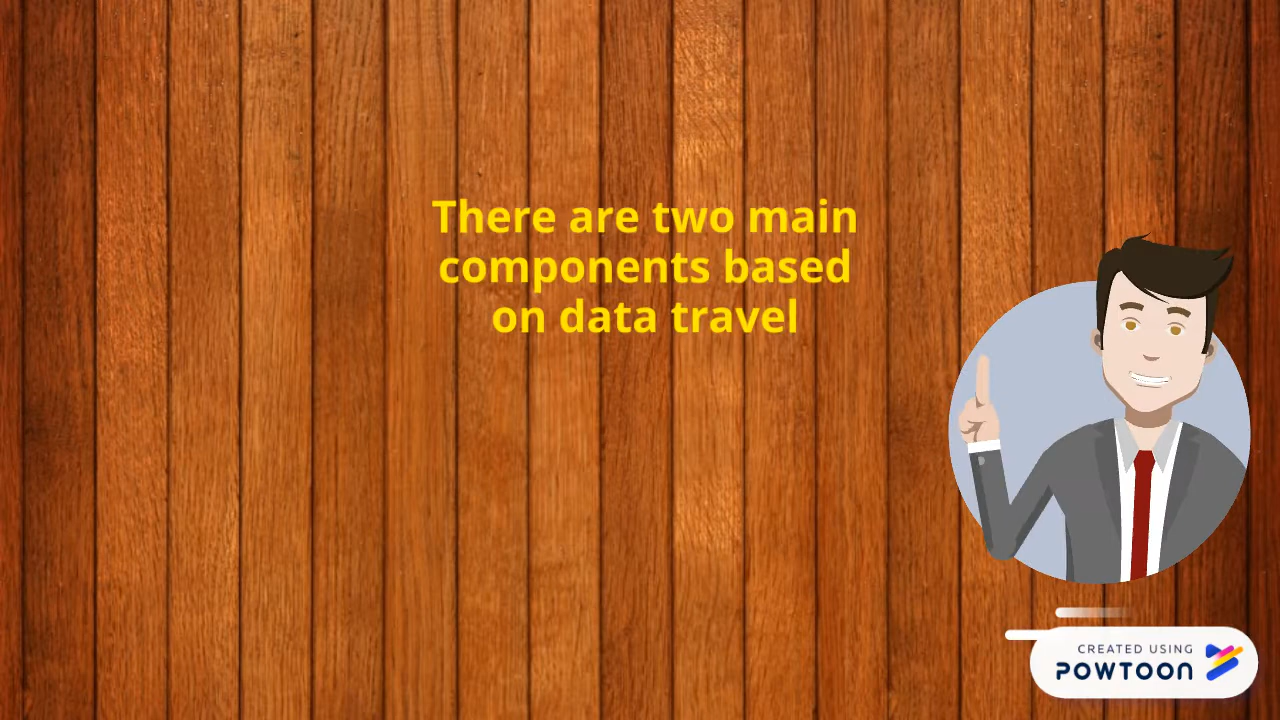 There are two main
components based
on data travel
CREATED USING
POWTOON